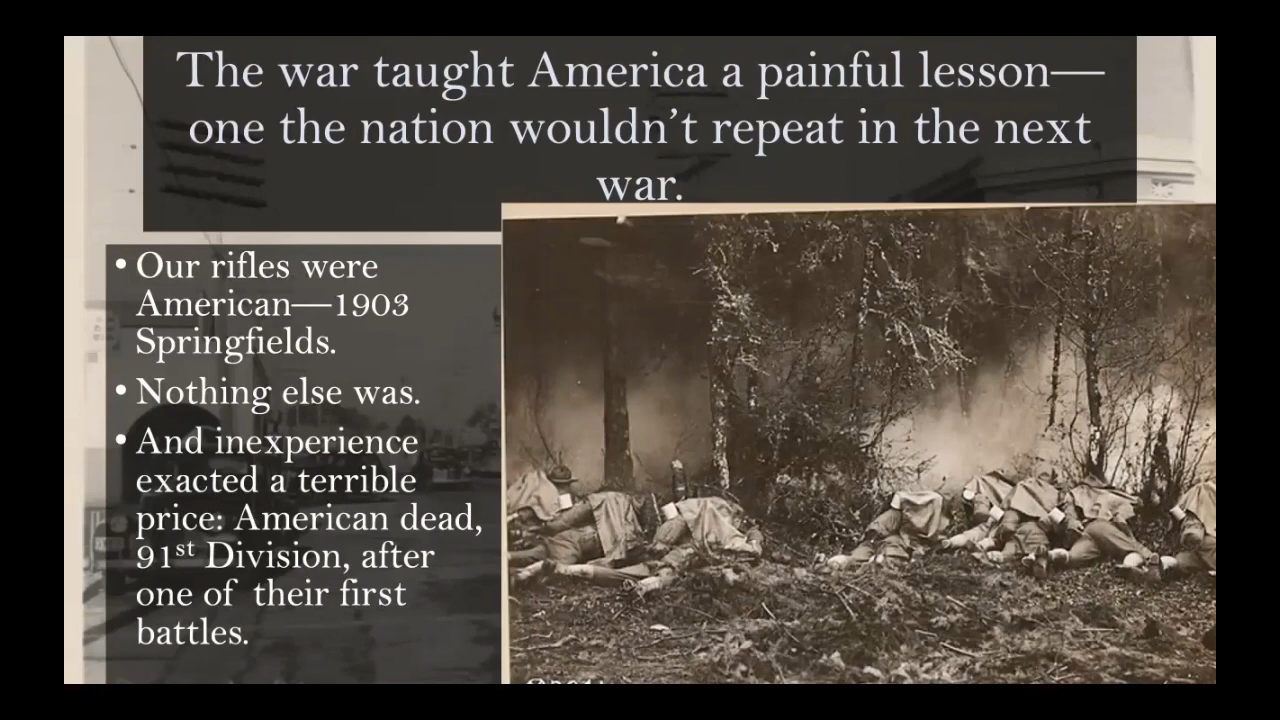 The war taught America a painful lesson—
one the nation wouldn’t repeat in the next
war.
• Our rifles were
American—1903
Springfields.
• Nothing else was.
• And inexperience
exacted a terrible
price: American dead,
91st Division, after
one of  their first
battles.